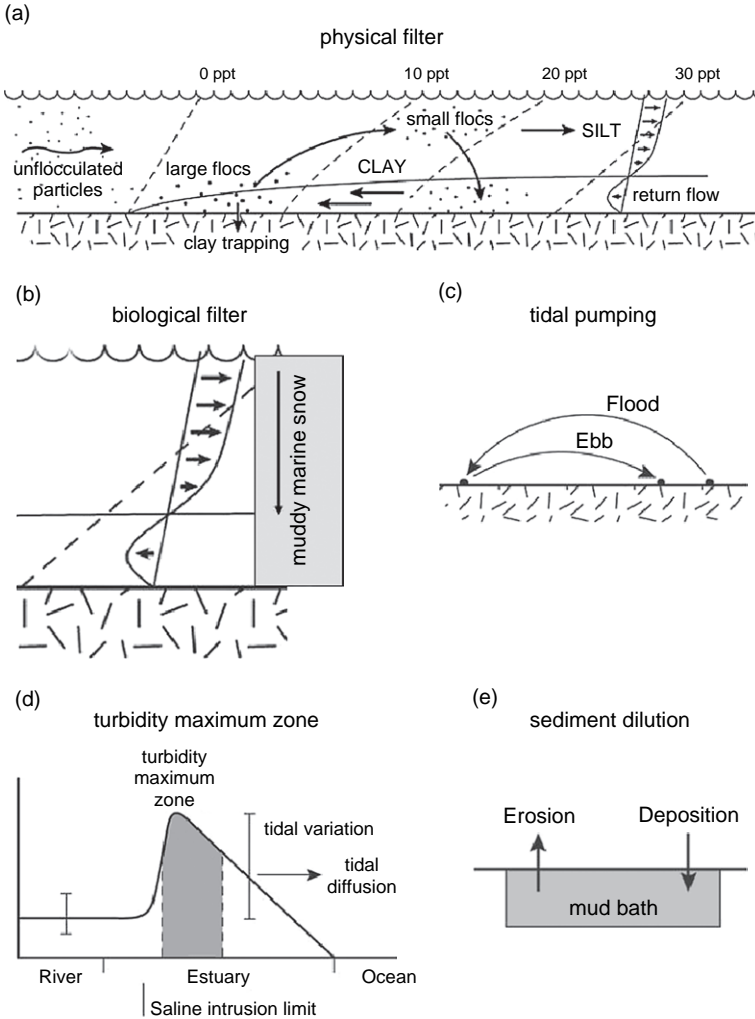 (a)
physical filter
0 ppt
10 ppt
20 ppt
30 ppt
small flocs
SILT
unflocculated
particles
large flocs
CLAY
return flow
clay trapping
(b)
biological filter
muddy marine snow
(c)
tidal pumping
Flood
Ebb
(d)
turbidity maximum zone
turbidity
maximum
zone
tidal variation
tidal
diffusion
River
Estuary
Ocean
Saline intrusion limit
(e)
sediment dilution
Erosion
Deposition
mud bath